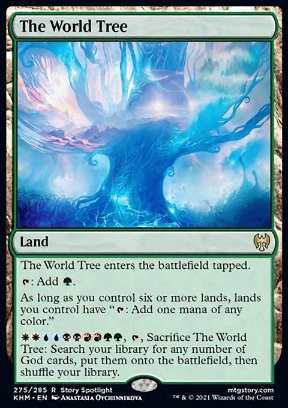 The World Tree
Land
The World Tree enters the battlefield tapped.
: Add .
As long as you control six or more lands, lands
you control have “: Add one mana of any
color.”
, , Sacrifice The World
Tree: Search your library for any number of
God cards, put them onto the battlefield, then
shuffle your library.
275/285 R Story Spotlight mtgstory.com
KHM • EN Anastasia Ovchinnikova ™ & © 2021 Wizards of the Coast